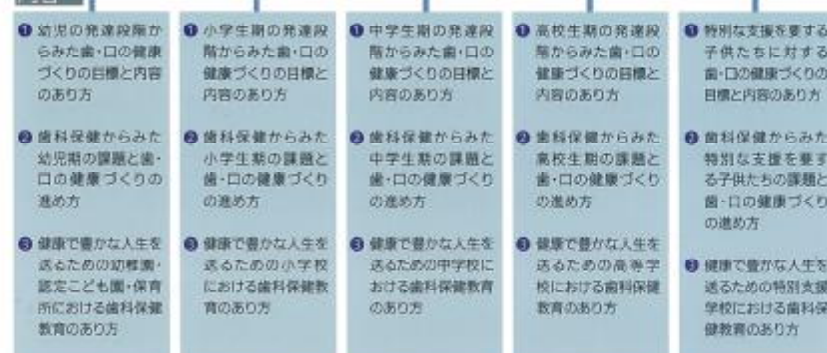 内容
❶ 幼児の発達段階か
らみた歯・口の健康
づくりの目標と内容
のあり方
❷ 歯科保健からみた
幼児期の課題と歯・
口の健康づくりの
進め方
❸ 健康で豊かな人生を
送るための幼稚園・
認定こども園・保育
所における歯科保健
教育のあり方
❶ 小学生期の発達段
階からみた歯・口の
健康づくりの目標と
内容のあり方
❷ 歯科保健からみた
小学生期の課題と
歯・口の健康づくり
の進め方
❸ 健康で豊かな人生を
送るための小学校
における歯科保健教
育のあり方
❶ 中学生期の発達段
階からみた歯・口の
健康づくりの目標と
内容のあり方
❷ 歯科保健からみた
中学生期の課題と
歯・口の健康づくり
の進め方
❸ 健康で豊かな人生を
送るための中学校に
おける歯科保健教育
のあり方
❶ 高校生期の発達段
階からみた歯・口の
健康づくりの目標と
内容のあり方
❷ 歯科保健からみた
高校生期の課題と
歯・口の健康づくり
の進め方
❸ 健康で豊かな人生を
送るための高等学
校における歯科保健
教育のあり方
❶ 特別な支援を要する
子供たちに対する
歯・口の健康づくりの
目標と内容のあり方
❷ 歯科保健からみた
特別な支援を要す
る子供たちの課題と
歯・口の健康づくり
の進め方
❸ 健康で豊かな人生を
送るための特別支援
学校における歯科保
健教育のあり方